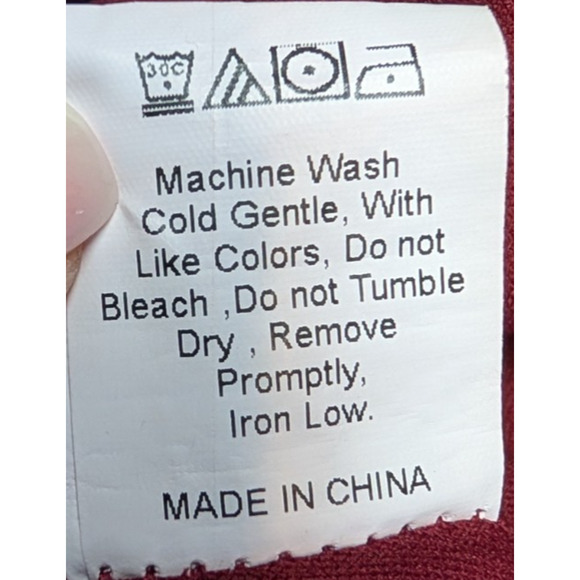 30C
Machine Wash
Cold Gentle, With
Like Colors, Do not
Bleach ,Do not Tumble
Dry , Remove
Promptly,
Iron Low.
MADE IN CHINA